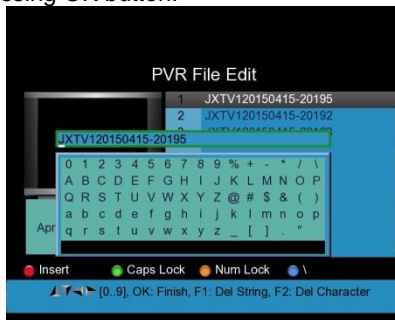 ssing OK button.
PVR File Edit
1 JXTV120150415-20195
2 JXTV120150415-20192
JXTV120150415-20195
0 1 2 3 4 5 6 7 8 9 % + - * / \
A B C D E F G H I J K L M N O P
Q R S T U V W X Y Z @ # $ & ( )
a b c d e f g h i j k l m n o p
Apr q r s t u v w x y z _ [ ] . "
Insert Caps Lock Num Lock \
[0..9], OK: Finish, F1: Del String, F2: Del Character